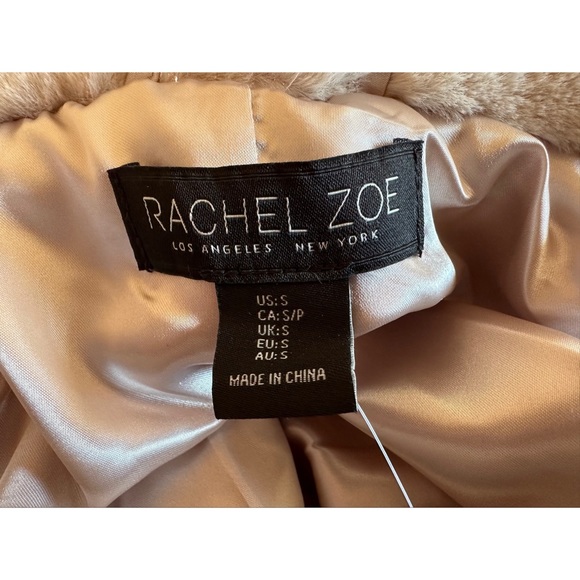 RACHEL ZOE
LOS ANGELES NEW YORK
US: S
CA: S/P
UK: S
EU: S
AU: S
MADE IN CHINA